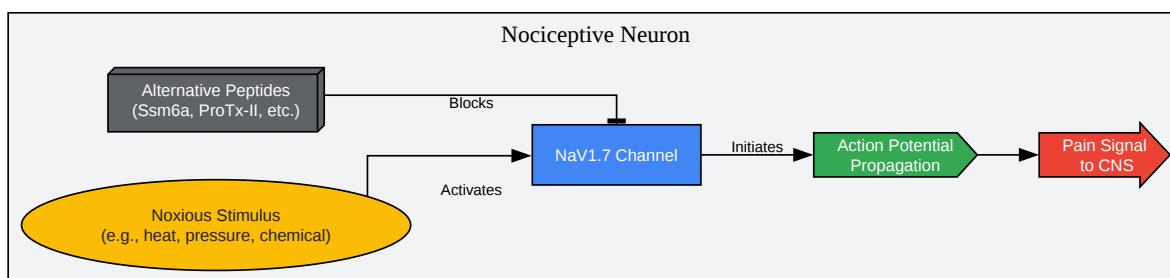 Nociceptive Neuron
Alternative Peptides
(Ssm6a, ProTx-II, etc.)
Blocks
NaV1.7 Channel
Initiates
Action Potential
Propagation
Pain Signal
to CNS
Activates
Noxious Stimulus
(e.g., heat, pressure, chemical)